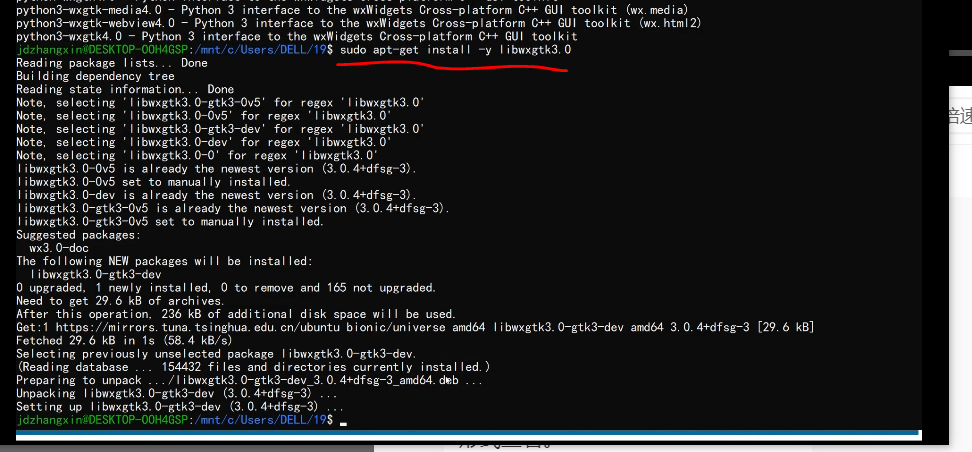 python3-wxgtk-media4.0 - Python 3 interface to the wxWidgets Cross-platform C++ GUI toolkit (wx.media)
python3-wxgtk-webview4.0 - Python 3 interface to the wxWidgets Cross-platform C++ GUI toolkit (wx.html2)
python3-wxgtk4.0 - Python 3 interface to the wxWidgets Cross-platform C++ GUI toolkit
jdzhangxin@DESKTOP-OOH4GSP:/mnt/c/Users/DELL/19$ sudo apt-get install -y libwxgtk3.0
Reading package lists... Done
Building dependency tree
Reading state information... Done
Note, selecting 'libwxgtk3.0-gtk3-0v5' for regex 'libwxgtk3.0'
Note, selecting 'libwxgtk3.0-0v5' for regex 'libwxgtk3.0'
Note, selecting 'libwxgtk3.0-gtk3-dev' for regex 'libwxgtk3.0'
Note, selecting 'libwxgtk3.0-dev' for regex 'libwxgtk3.0'
Note, selecting 'libwxgtk3.0-0' for regex 'libwxgtk3.0'
libwxgtk3.0-0v5 is already the newest version (3.0.4+dfsg-3).
libwxgtk3.0-0v5 set to manually installed.
libwxgtk3.0-dev is already the newest version (3.0.4+dfsg-3).
libwxgtk3.0-gtk3-0v5 is already the newest version (3.0.4+dfsg-3).
libwxgtk3.0-gtk3-0v5 set to manually installed.
Suggested packages:
wx3.0-doc
The following NEW packages will be installed:
libwxgtk3.0-gtk3-dev
0 upgraded, 1 newly installed, 0 to remove and 165 not upgraded.
Need to get 29.6 kB of archives.
After this operation, 236 kB of additional disk space will be used.
Get:1 https://mirrors.tuna.tsinghua.edu.cn/ubuntu bionic/universe amd64 libwxgtk3.0-gtk3-dev amd64 3.0.4+dfsg-3 [29.6 kB]
Fetched 29.6 kB in 1s (58.4 kB/s)
Selecting previously unselected package libwxgtk3.0-gtk3-dev.
(Reading database ... 154432 files and directories currently installed.)
Preparing to unpack .../libwxgtk3.0-gtk3-dev_3.0.4+dfsg-3_amd64.deb ...
Unpacking libwxgtk3.0-gtk3-dev (3.0.4+dfsg-3) ...
Setting up libwxgtk3.0-gtk3-dev (3.0.4+dfsg-3) ...
jdzhangxin@DESKTOP-OOH4GSP:/mnt/c/Users/DELL/19$
倍速